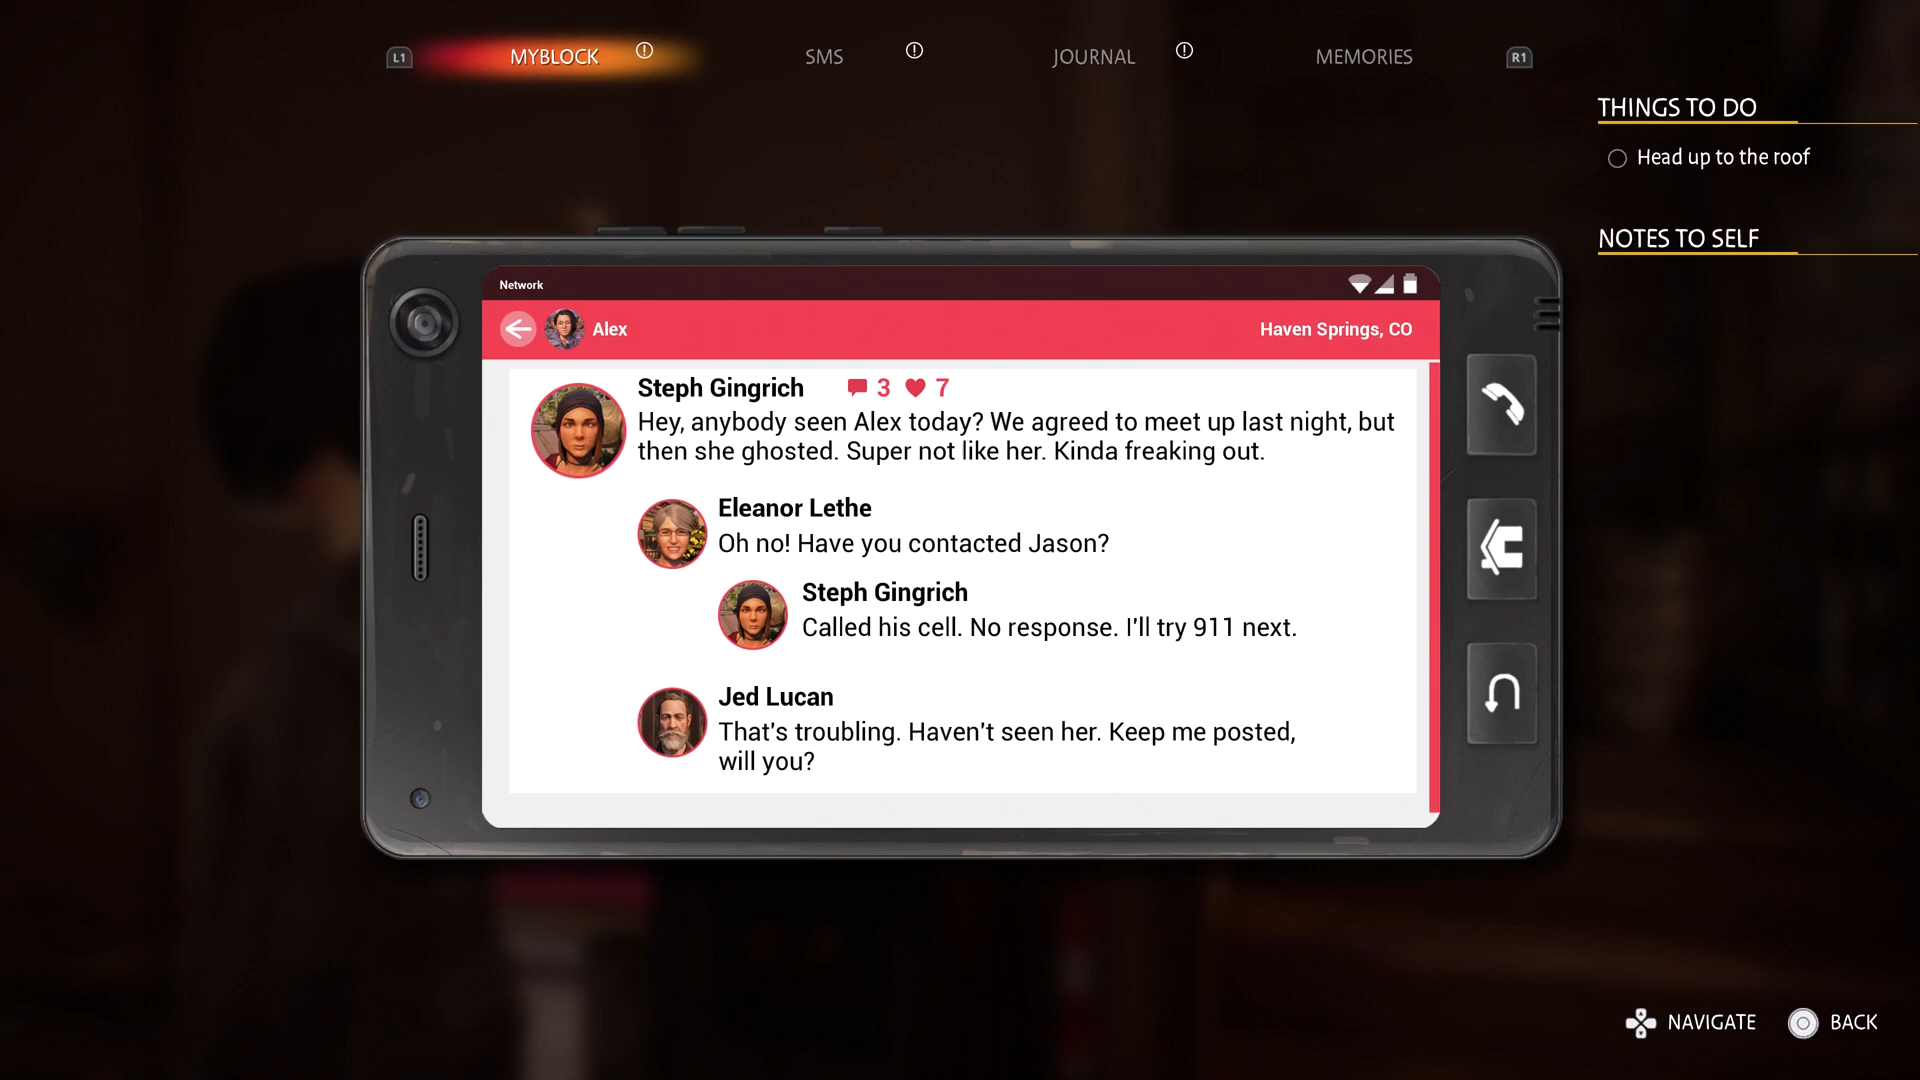 L1
MYBLOCK
SMS
JOURNAL
MEMORIES
R1
THINGS TO DO
Head up to the roof
NOTES TO SELF
Network
Alex
Haven Springs, CO
Steph Gingrich 3 7
Hey, anybody seen Alex today? We agreed to meet up last night, but
then she ghosted. Super not like her. Kinda freaking out.
Eleanor Lethe
Oh no! Have you contacted Jason?
Steph Gingrich
Called his cell. No response. I'll try 911 next.
Jed Lucan
That's troubling. Haven't seen her. Keep me posted,
will you?
NAVIGATE
BACK